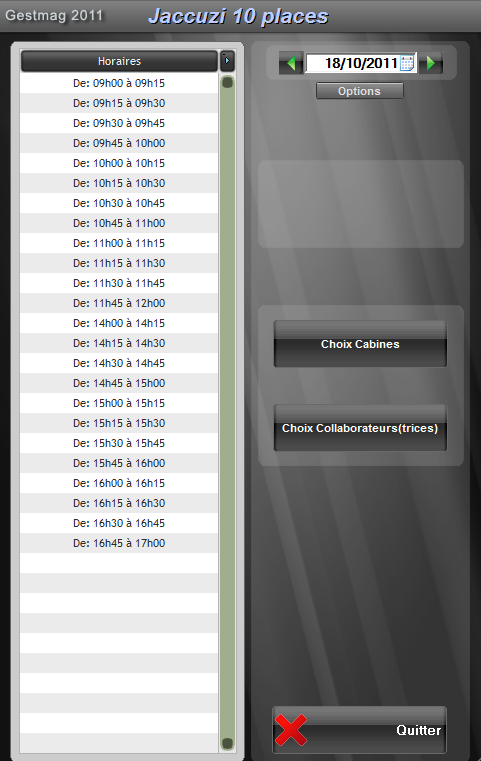 Gestmag 2011
Jaccuzi 10 places
Horaires
De: 09h00 à 09h15
De: 09h15 à 09h30
De: 09h30 à 09h45
De: 09h45 à 10h00
De: 10h00 à 10h15
De: 10h15 à 10h30
De: 10h30 à 10h45
De: 10h45 à 11h00
De: 11h00 à 11h15
De: 11h15 à 11h30
De: 11h30 à 11h45
De: 11h45 à 12h00
De: 14h00 à 14h15
De: 14h15 à 14h30
De: 14h30 à 14h45
De: 14h45 à 15h00
De: 15h00 à 15h15
De: 15h15 à 15h30
De: 15h30 à 15h45
De: 15h45 à 16h00
De: 16h00 à 16h15
De: 16h15 à 16h30
De: 16h30 à 16h45
De: 16h45 à 17h00
18/10/2011
Options
Choix Cabines
Choix Collaborateurs(trices)
Quitter